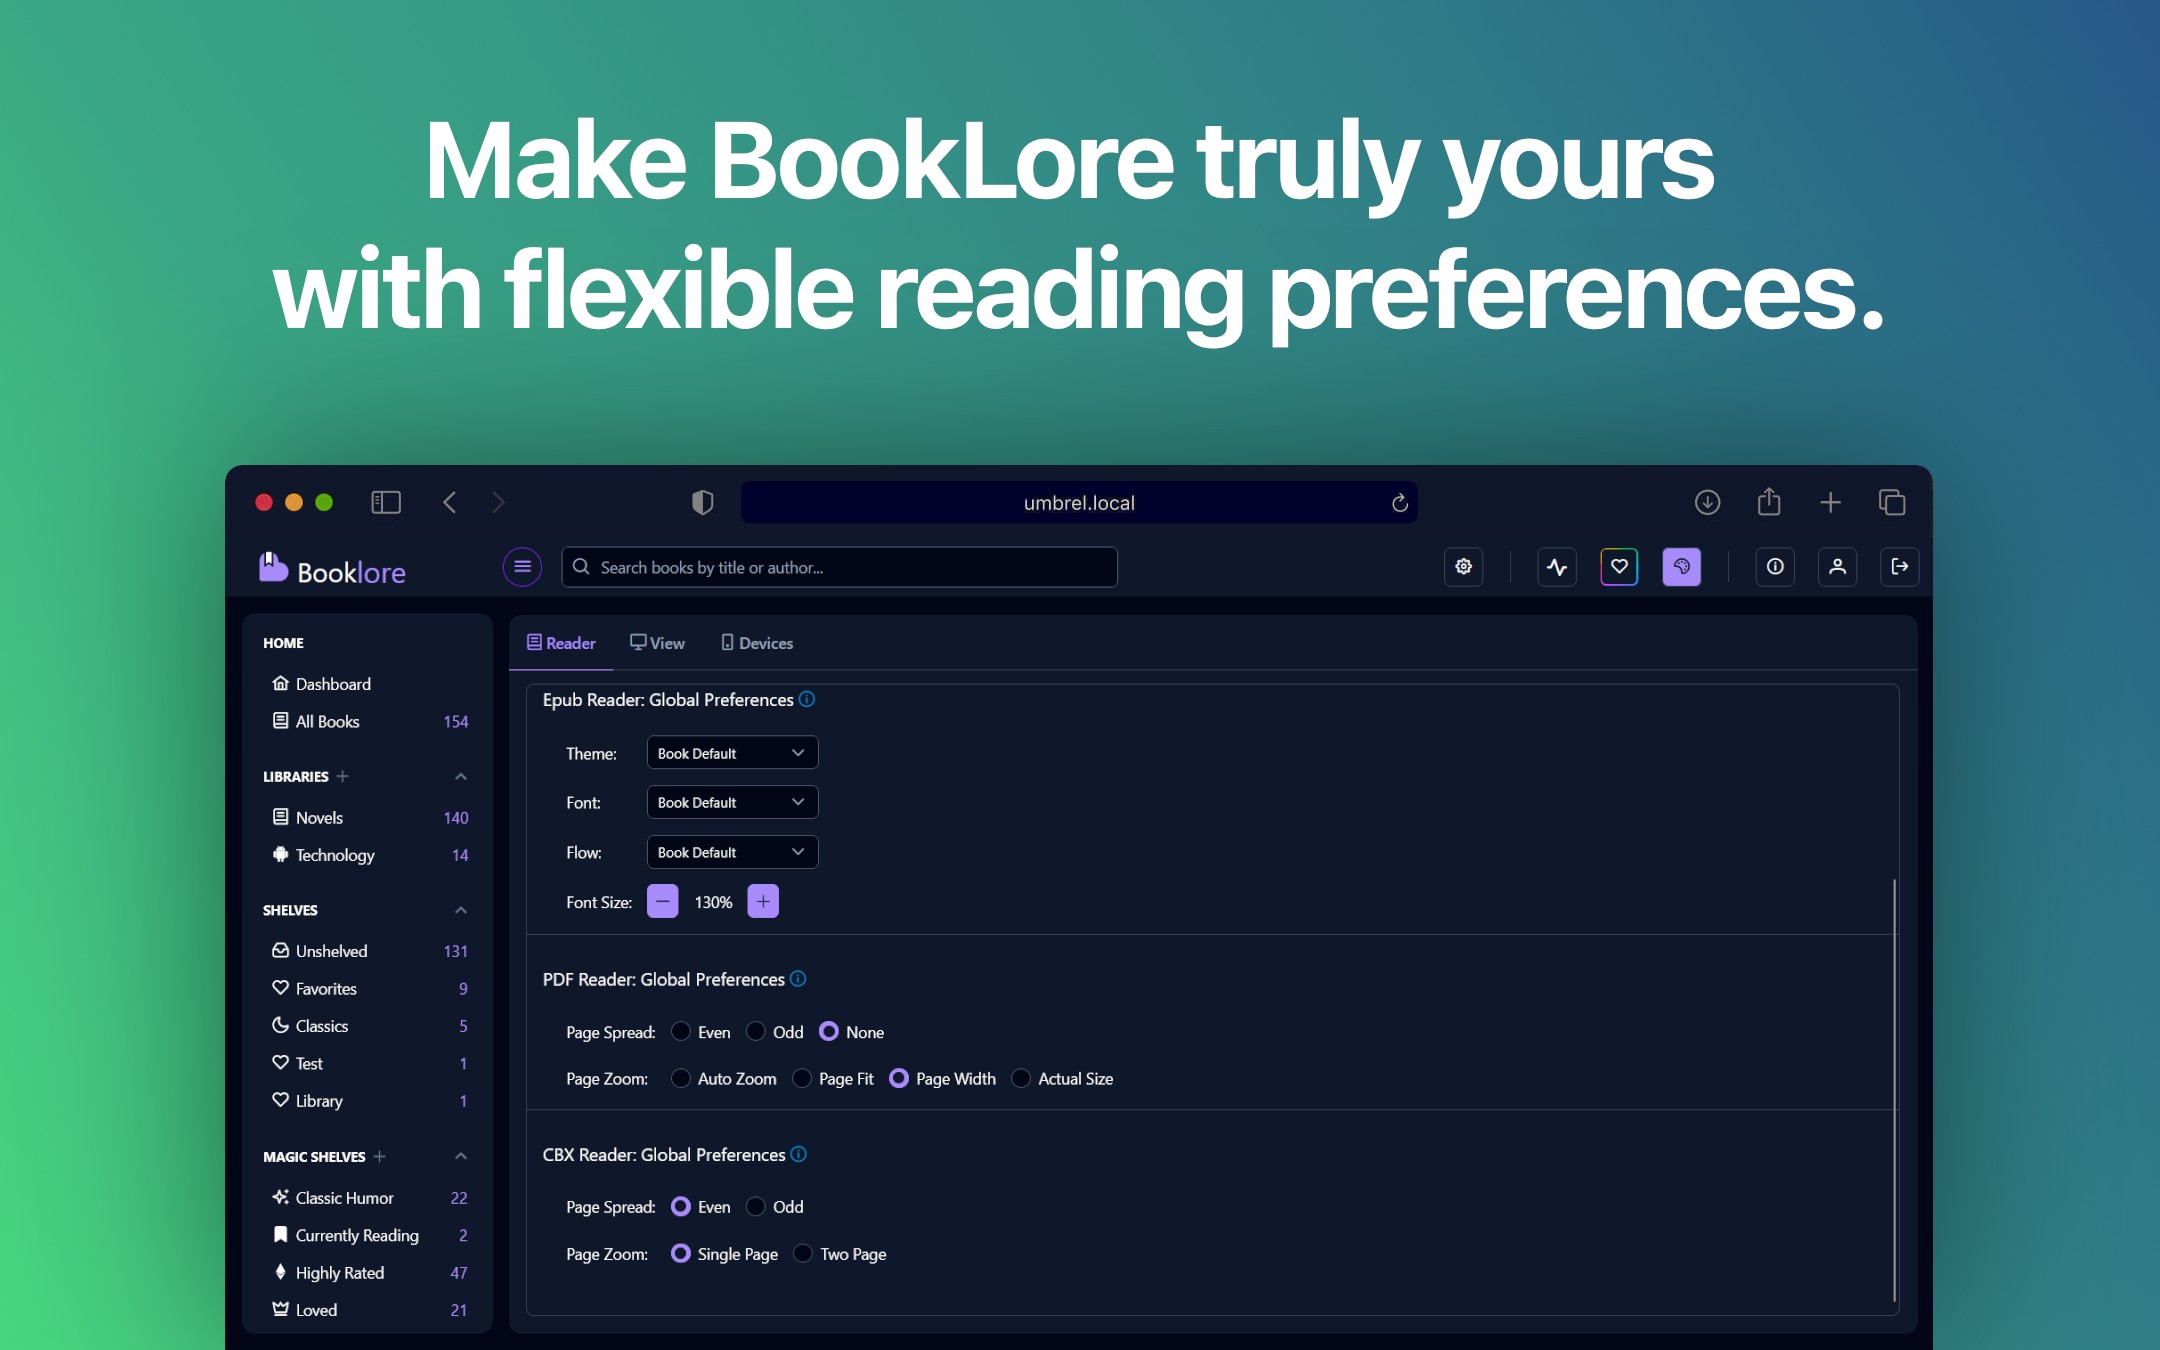 Make BookLore truly yours
with flexible reading preferences.
umbrel.local
Booklore
Search books by title or author...
HOME
Dashboard
All Books 154
LIBRARIES
Novels 140
Technology 14
SHELVES
Unshelved 131
Favorites 9
Classics 5
Test 1
Library 1
MAGIC SHELVES
Classic Humor 22
Currently Reading 2
Highly Rated 47
Loved 21
Reader View Devices
Epub Reader: Global Preferences
Theme: Book Default
Font: Book Default
Flow: Book Default
Font Size: − 130% +
PDF Reader: Global Preferences
Page Spread: Even Odd None
Page Zoom: Auto Zoom Page Fit Page Width Actual Size
CBX Reader: Global Preferences
Page Spread: Even Odd
Page Zoom: Single Page Two Page